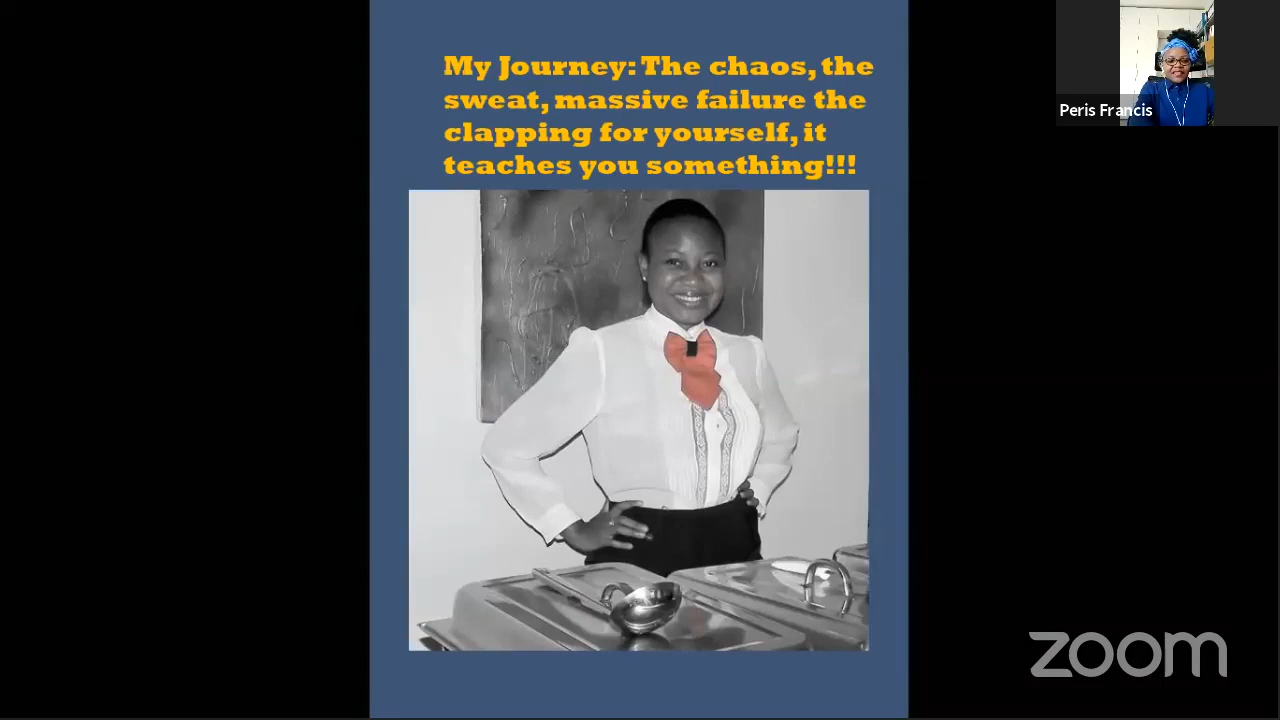 My Journey: The chaos, the
sweat, massive failure the
clapping for yourself, it
teaches you something!!!
Peris Francis
zoom